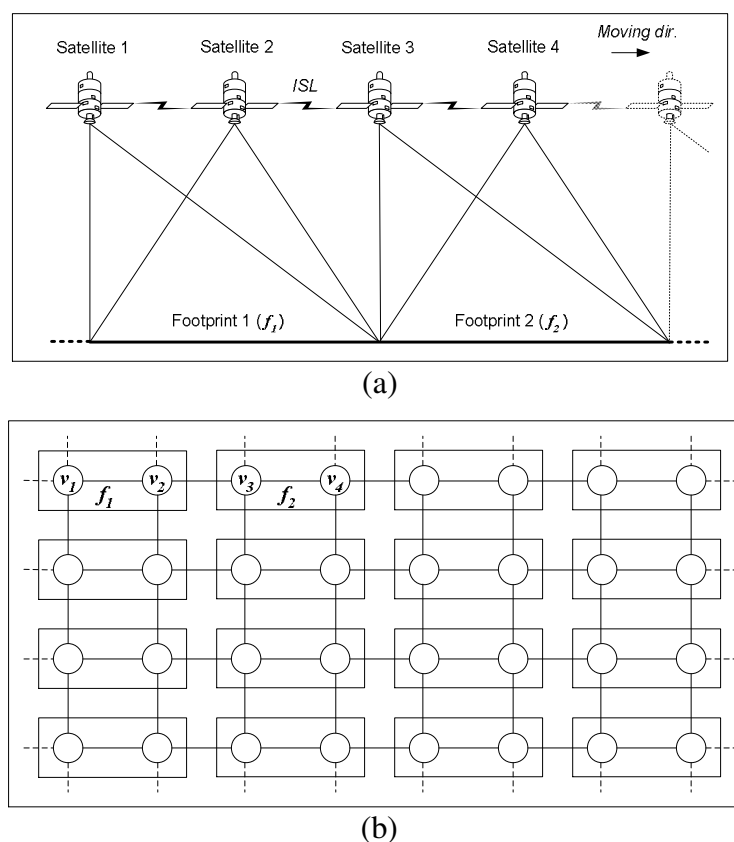 Satellite 1 Satellite 2 Satellite 3 Satellite 4 Moving dir.
ISL
Footprint 1 (f₁) Footprint 2 (f₂)
(a)
v₁ f₁ v₂ v₃ f₂ v₄
(b)